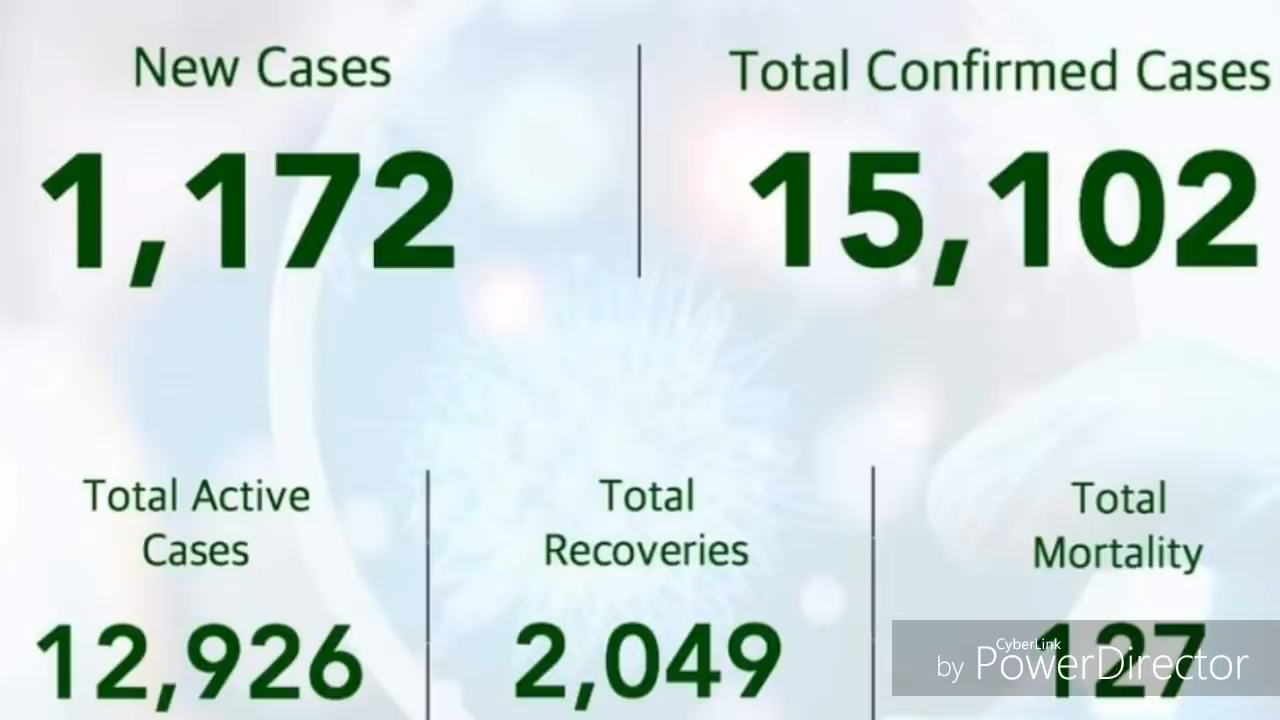 New Cases
Total Confirmed Cases
1,172
15,102
Total Active
Cases
Total
Recoveries
Total
Mortality
12,926
2,049
127
CyberLink
by PowerDirector